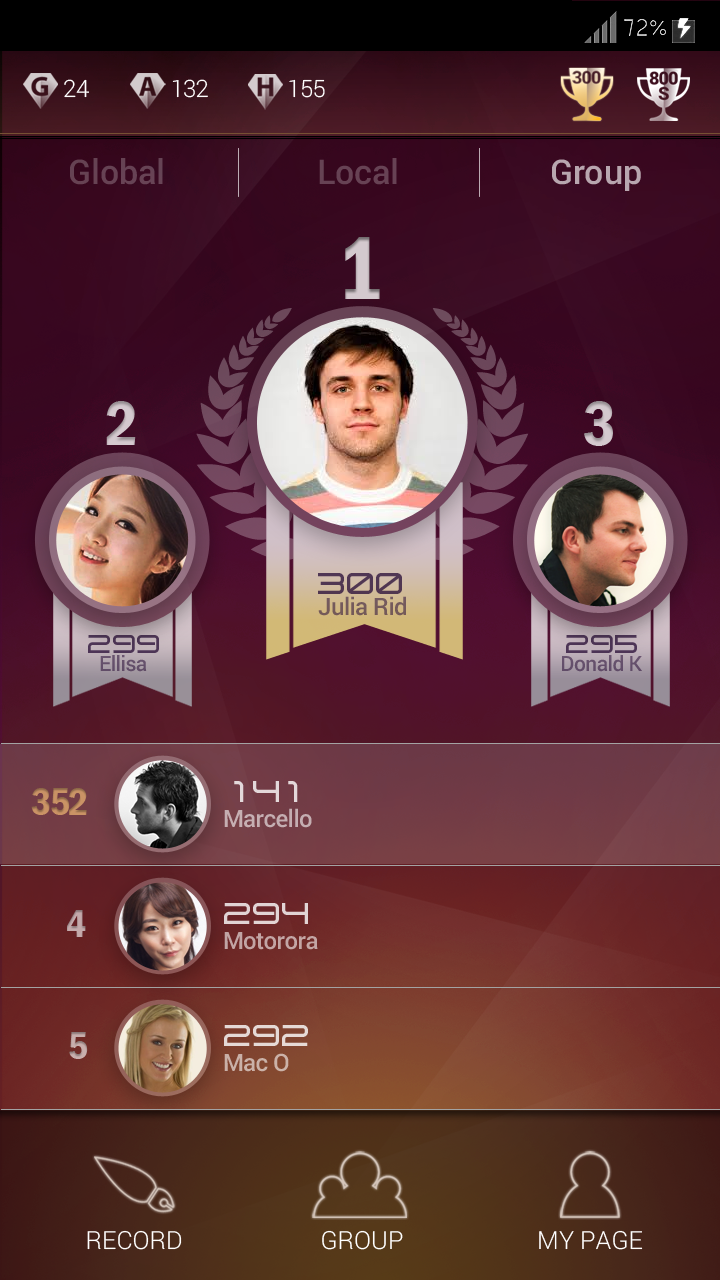 72%
G 24 A 132 H 155 300 800 S
Global Local Group
1
2
3
300
Julia Rid
299
Ellisa
295
Donald K
352
141
Marcello
4
294
Motorora
5
292
Mac O
RECORD GROUP MY PAGE